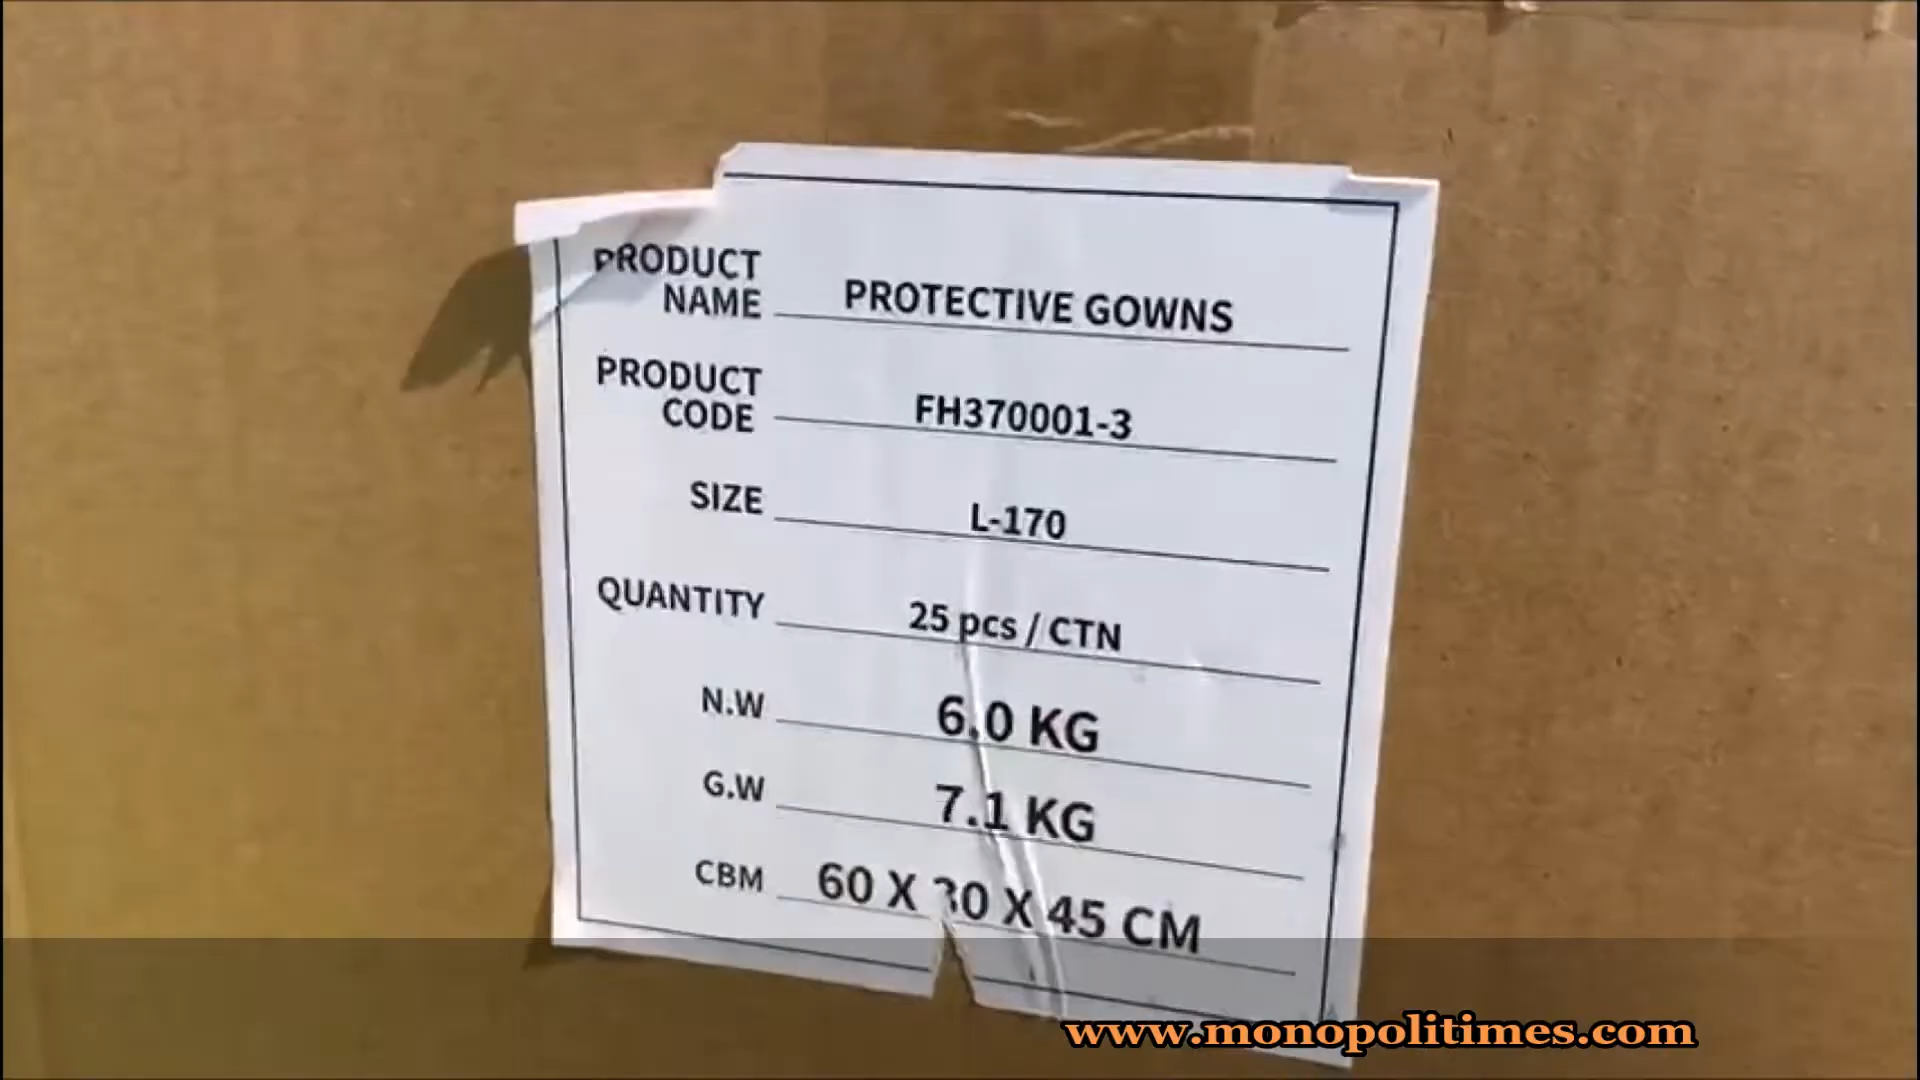 PRODUCT
NAME PROTECTIVE GOWNS
PRODUCT
CODE FH370001-3
SIZE L-170
QUANTITY 25 pcs / CTN
N.W 6.0 KG
G.W 7.1 KG
CBM 60 X 30 X 45 CM
www.monopolitimes.com